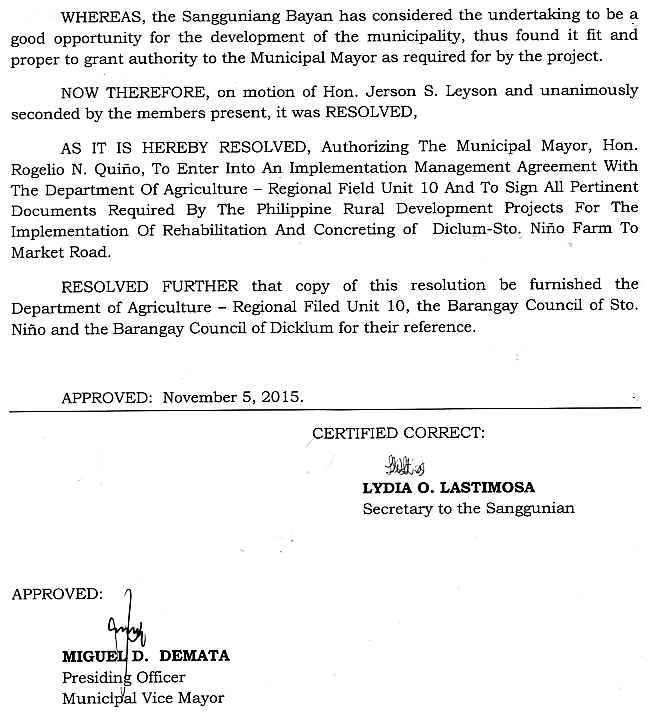 WHEREAS, the Sangguniang Bayan has considered the undertaking to be a
good opportunity for the development of the municipality, thus found it fit and
proper to grant authority to the Municipal Mayor as required for by the project.
NOW THEREFORE, on motion of Hon. Jerson S. Leyson and unanimously
seconded by the members present, it was RESOLVED,
AS IT IS HEREBY RESOLVED, Authorizing The Municipal Mayor, Hon.
Rogelio N. Quiño, To Enter Into An Implementation Management Agreement With
The Department Of Agriculture – Regional Field Unit 10 And To Sign All Pertinent
Documents Required By The Philippine Rural Development Projects For The
Implementation Of Rehabilitation And Concreting of Diclum-Sto. Niño Farm To
Market Road.
RESOLVED FURTHER that copy of this resolution be furnished the
Department of Agriculture – Regional Filed Unit 10, the Barangay Council of Sto.
Niño and the Barangay Council of Dicklum for their reference.
APPROVED: November 5, 2015.
CERTIFIED CORRECT:
LYDIA O. LASTIMOSA
Secretary to the Sanggunian
APPROVED:
MIGUEL D. DEMATA
Presiding Officer
Municipal Vice Mayor